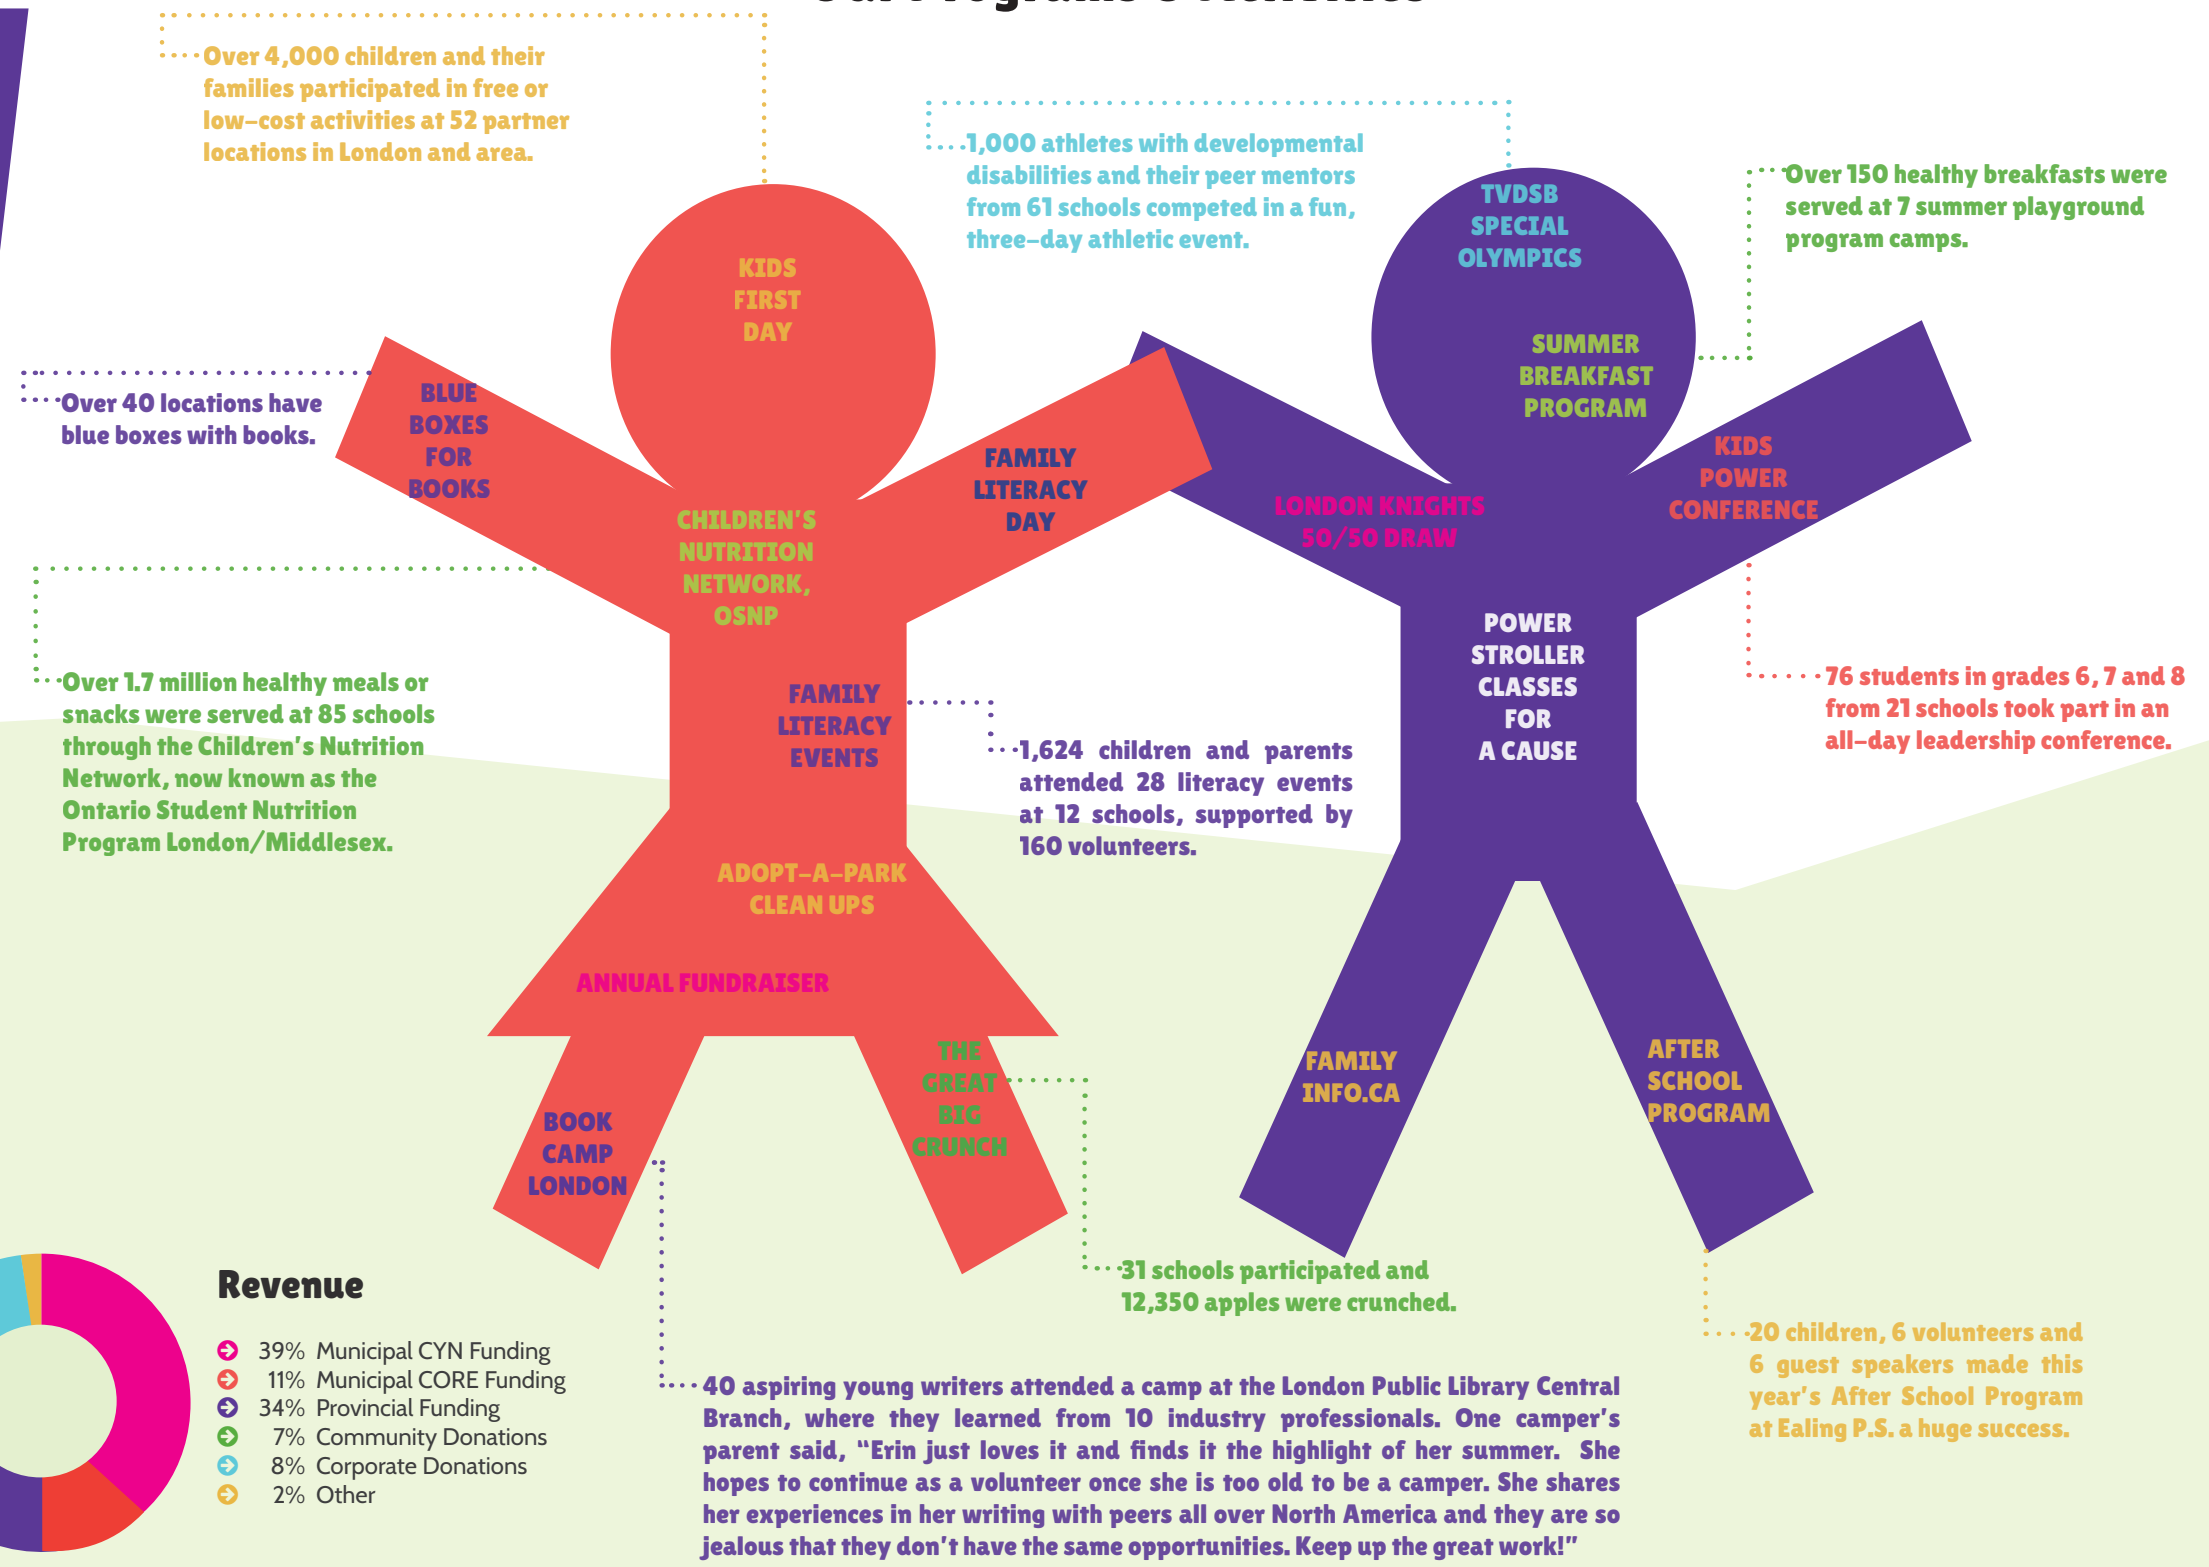 Over 4,000 children and their
families participated in free or
low-cost activities at 52 partner
locations in London and area.
1,000 athletes with developmental
disabilities and their peer mentors
from 61 schools competed in a fun,
three-day athletic event.
TVDSB
SPECIAL
OLYMPICS
Over 150 healthy breakfasts were
served at 7 summer playground
program camps.
KIDS
FIRST
DAY
SUMMER
BREAKFAST
PROGRAM
Over 40 locations have
blue boxes with books.
BLUE
BOXES
FOR
BOOKS
FAMILY
LITERACY
DAY
KIDS
POWER
CONFERENCE
LONDON KNIGHTS
50/50 DRAW
CHILDREN'S
NUTRITION
NETWORK,
OSNP
POWER
STROLLER
CLASSES
FOR
A CAUSE
Over 1.7 million healthy meals or
snacks were served at 85 schools
through the Children's Nutrition
Network, now known as the
Ontario Student Nutrition
Program London/Middlesex.
FAMILY
LITERACY
EVENTS
1,624 children and parents
attended 28 literacy events
at 12 schools, supported by
160 volunteers.
76 students in grades 6, 7 and 8
from 21 schools took part in an
all-day leadership conference.
ADOPT-A-PARK
CLEAN UPS
ANNUAL FUNDRAISER
THE
GREAT
BIG
CRUNCH
BOOK
CAMP
LONDON
FAMILY
INFO.CA
AFTER
SCHOOL
PROGRAM
31 schools participated and
12,350 apples were crunched.
20 children, 6 volunteers and
6 guest speakers made this
year's After School Program
at Ealing P.S. a huge success.
Revenue
39% Municipal CYN Funding
11% Municipal CORE Funding
34% Provincial Funding
7% Community Donations
8% Corporate Donations
2% Other
40 aspiring young writers attended a camp at the London Public Library Central
Branch, where they learned from 10 industry professionals. One camper's
parent said, "Erin just loves it and finds it the highlight of her summer. She
hopes to continue as a volunteer once she is too old to be a camper. She shares
her experiences in her writing with peers all over North America and they are so
jealous that they don't have the same opportunities. Keep up the great work!"